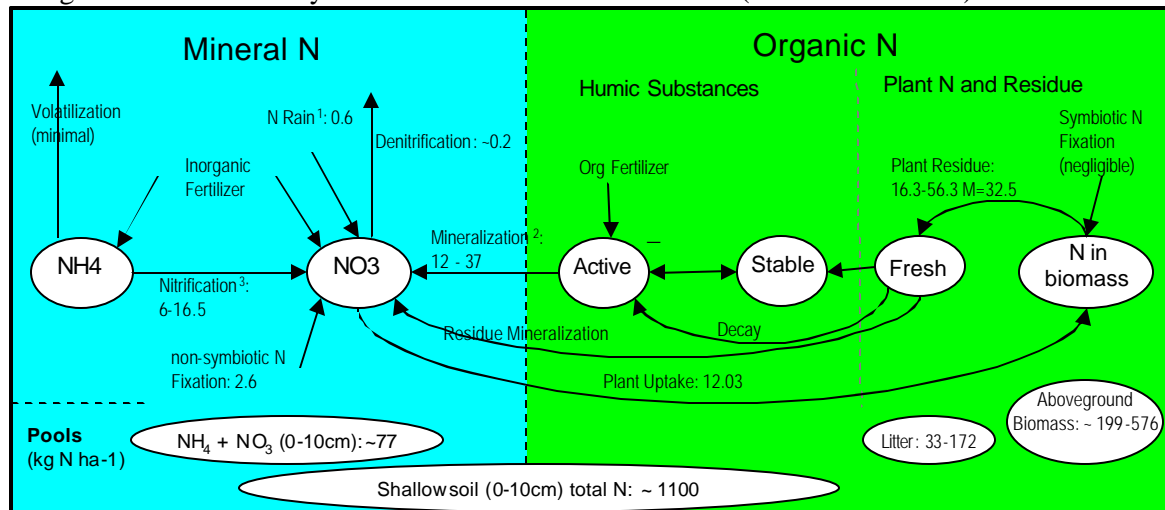 Mineral N
Organic N
Humic Substances
Plant N and Residue
Volatilization
(minimal)
N Rain1: 0.6
Denitrification: ~0.2
Inorganic
Fertilizer
Org Fertilizer
Plant Residue:
16.3-56.3 M=32.5
Symbiotic N
Fixation
(negligible)
NH4
NO3
Mineralization 2:
12 - 37
Active
Stable
Fresh
N in
biomass
Nitrification3:
6-16.5
Residue Mineralization
Decay
non-symbiotic N
Fixation: 2.6
Plant Uptake: 12.03
Pools
(kg N ha-1)
NH4 + NO3 (0-10cm): ~77
Litter: 33-172
Aboveground
Biomass: ~ 199-576
Shallow soil (0-10cm) total N: ~ 1100